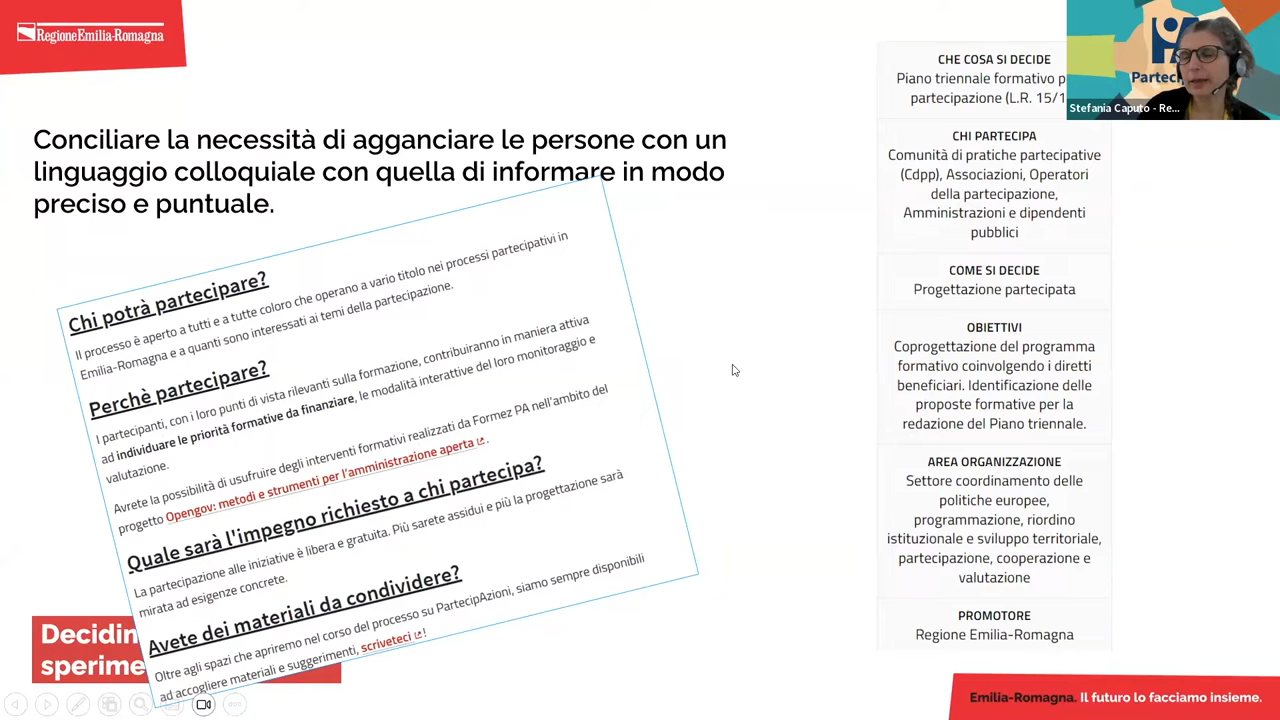 RegioneEmilia-Romagna
Conciliare la necessità di agganciare le persone con un
linguaggio colloquiale con quella di informare in modo
preciso e puntuale.
Chi potrà partecipare?
Il processo è aperto a tutti e a tutte coloro che operano a vario titolo nei processi partecipativi in
Emilia-Romagna e a quanti sono interessati ai temi della partecipazione.
Perchè partecipare?
I partecipanti, con i loro punti di vista rilevanti sulla formazione, contribuiranno in maniera attiva
ad individuare le priorità formative da finanziare, le modalità interattive del loro monitoraggio e
valutazione.
Avrete la possibilità di usufruire degli interventi formativi realizzati da Formez PA nell'ambito del
progetto Opengov: metodi e strumenti per l'amministrazione aperta.
Quale sarà l'impegno richiesto a chi partecipa?
La partecipazione alle iniziative è libera e gratuita. Più sarete assidui e più la progettazione sarà
mirata ad esigenze concrete.
Avete dei materiali da condividere?
Oltre agli spazi che apriremo nel corso del processo su PartecipAzioni, siamo sempre disponibili
ad accogliere materiali e suggerimenti, scriveteci!
Decidin
sperime
CHE COSA SI DECIDE
Piano triennale formativo p
partecipazione (L.R. 15/1
CHI PARTECIPA
Comunità di pratiche partecipative
(Cdpp), Associazioni, Operatori
della partecipazione,
Amministrazioni e dipendenti
pubblici
COME SI DECIDE
Progettazione partecipata
OBIETTIVI
Coprogettazione del programma
formativo coinvolgendo i diretti
beneficiari. Identificazione delle
proposte formative per la
redazione del Piano triennale.
AREA ORGANIZZAZIONE
Settore coordinamento delle
politiche europee,
programmazione, riordino
istituzionale e sviluppo territoriale,
partecipazione, cooperazione e
valutazione
PROMOTORE
Regione Emilia-Romagna
PA
Partecip
Stefania Caputo - Re...
Emilia-Romagna. Il futuro lo facciamo insieme.